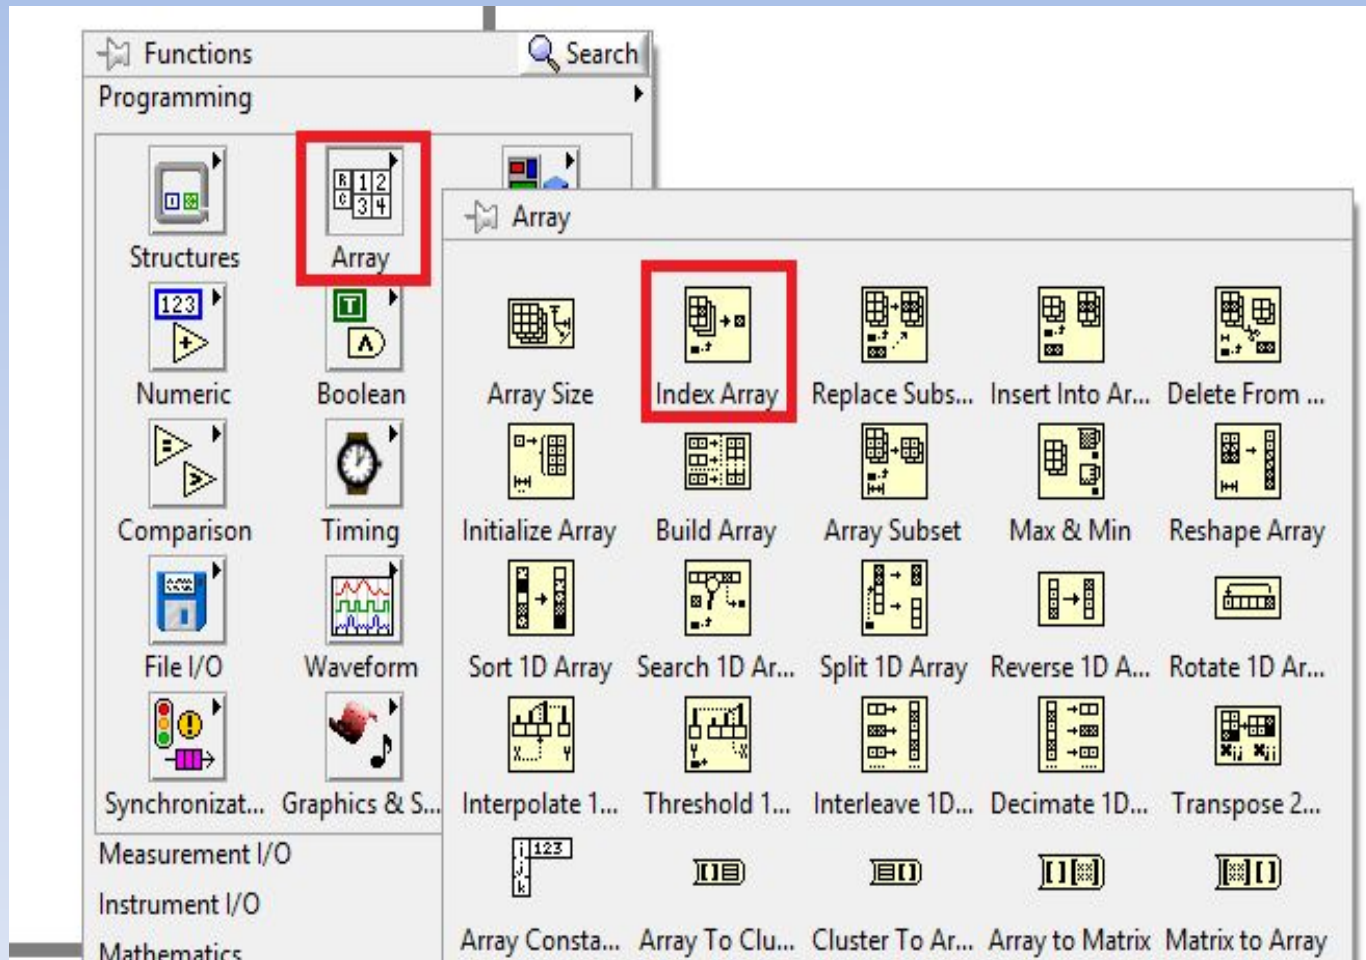 Functions
Search
Programming
Structures
Array
Numeric
Boolean
Comparison
Timing
File I/O
Waveform
Synchronizat...
Graphics & S...
Measurement I/O
Instrument I/O
Mathematics
Array
Array Size
Index Array
Replace Subs...
Insert Into Ar...
Delete From ...
Initialize Array
Build Array
Array Subset
Max & Min
Reshape Array
Sort 1D Array
Search 1D Ar...
Split 1D Array
Reverse 1D A...
Rotate 1D Ar...
Interpolate 1...
Threshold 1...
Interleave 1D...
Decimate 1D...
Transpose 2...
Array Consta...
Array To Clu...
Cluster To Ar...
Array to Matrix
Matrix to Array